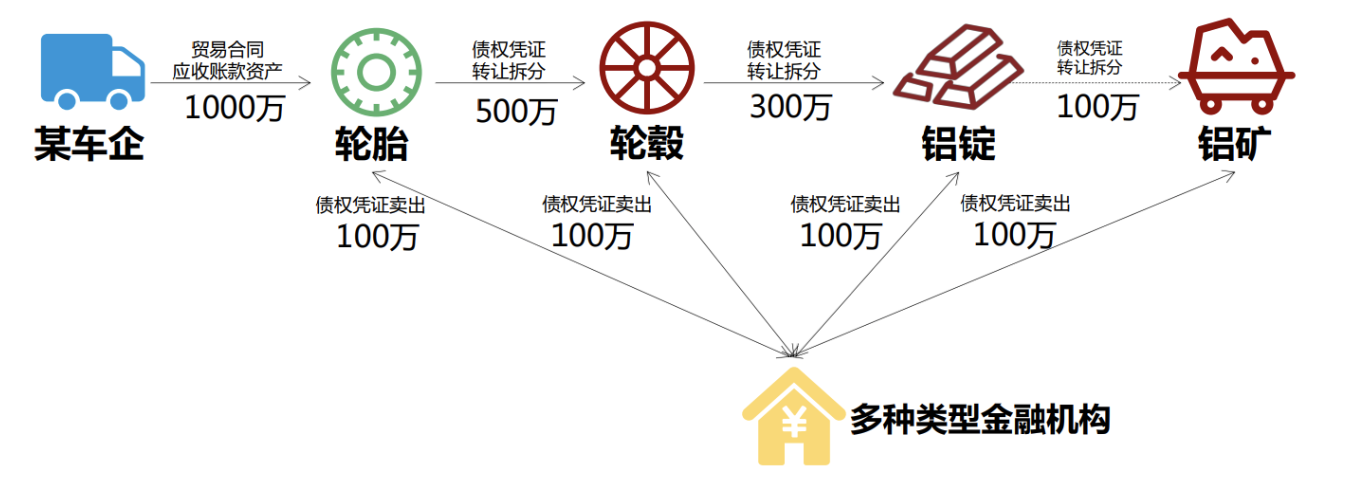 贸易合同
应收账款资产
1000万
债权凭证
转让拆分
500万
债权凭证
转让拆分
300万
债权凭证
转让拆分
100万
某车企
轮胎
轮毂
铝锭
铝矿
债权凭证卖出
100万
债权凭证卖出
100万
债权凭证卖出
100万
债权凭证卖出
100万
¥
多种类型金融机构